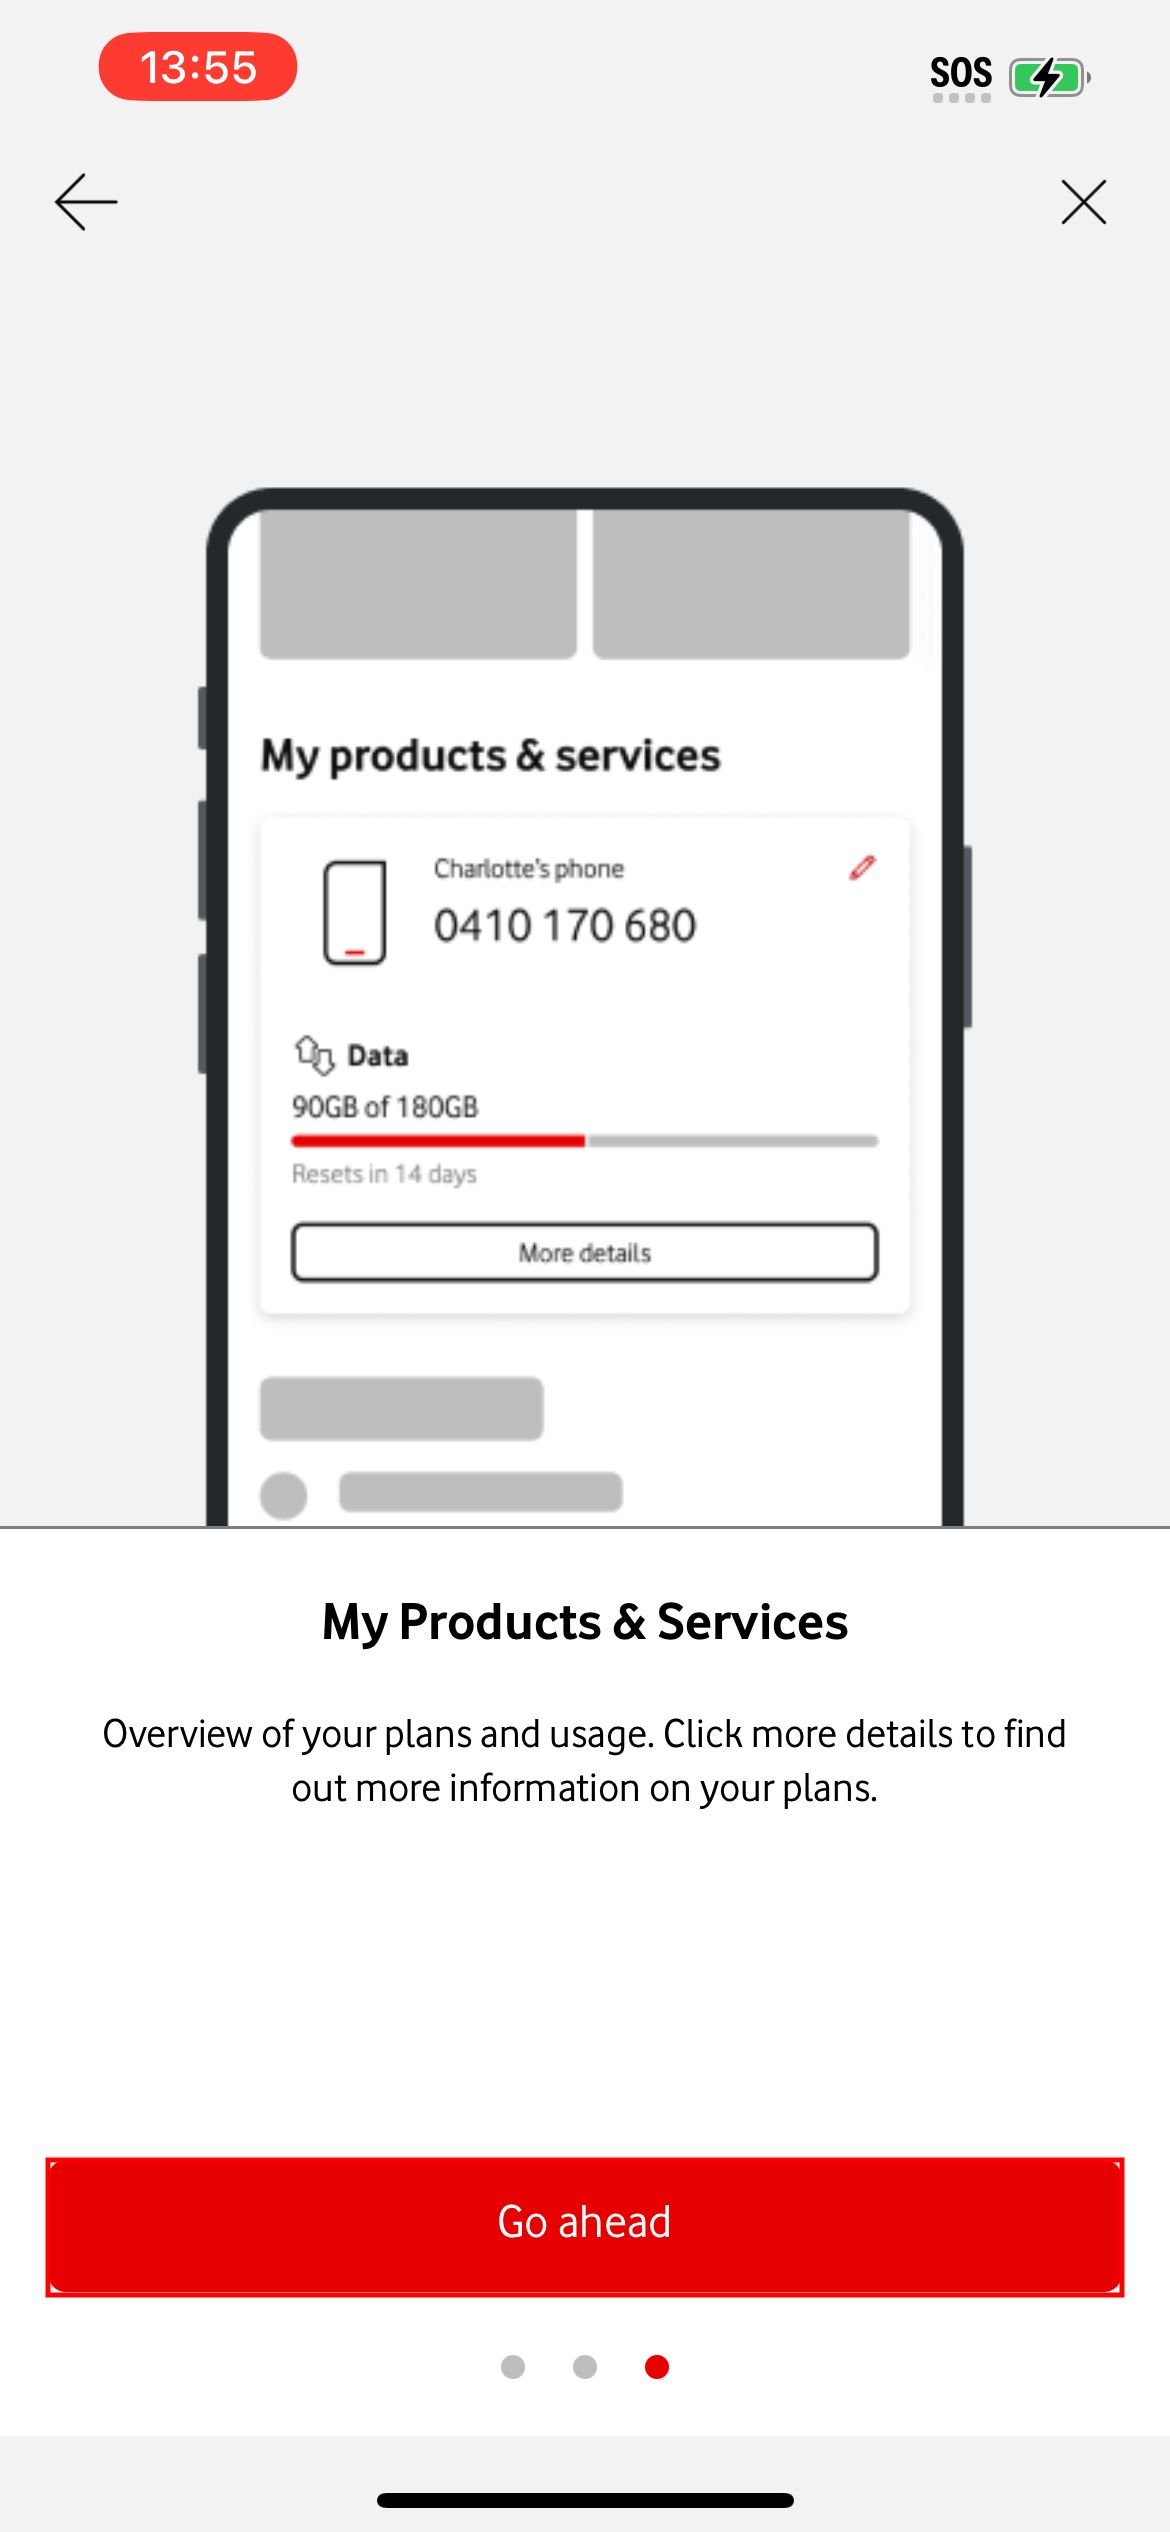 13:55
SOS
My products & services
Charlotte's phone
0410 170 680
Data
90GB of 180GB
Resets in 14 days
More details
My Products & Services
Overview of your plans and usage. Click more details to find
out more information on your plans.
Go ahead